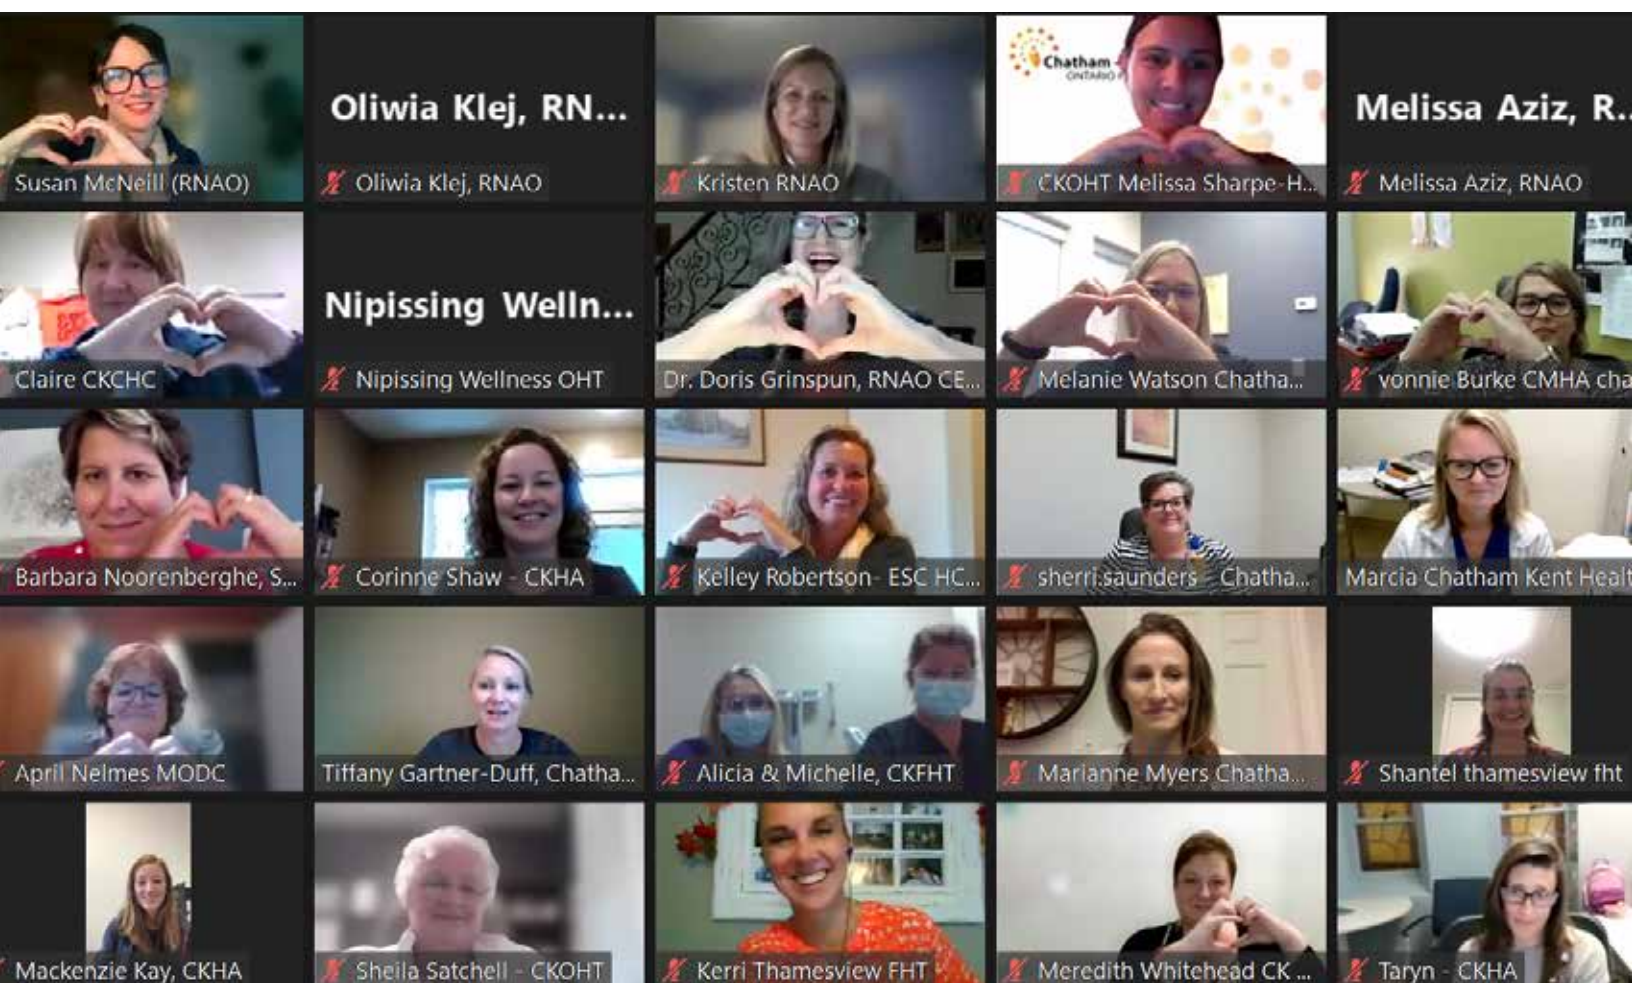 Susan McNeill (RNAO)
Oliwia Klej, RN...
Oliwia Klej, RNAO
Kristen RNAO
Chatham -
ONTARIO
CKOHT Melissa Sharpe-H...
Melissa Aziz, R...
Melissa Aziz, RNAO
Claire CKCHC
Nipissing Welln...
Nipissing Wellness OHT
Dr. Doris Grinspun, RNAO CE...
Melanie Watson Chatha...
vonnie Burke CMHA cha
Barbara Noorenberghe, S...
Corinne Shaw - CKHA
Kelley Robertson- ESC HC...
sherri.saunders - Chatha...
Marcia Chatham Kent Healt
April Nelmes MODC
Tiffany Gartner-Duff, Chatha...
Alicia & Michelle, CKFHT
Marianne Myers Chatha...
Shantel thamesview fht
Mackenzie Kay, CKHA
Sheila Satchell - CKOHT
Kerri Thamesview FHT
Meredith Whitehead CK ...
Taryn - CKHA